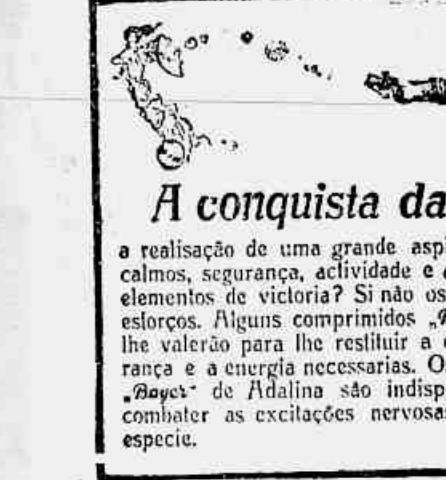 A conquista da
a realisação de uma grande asp
calmos, segurança, actividade e
elementos de victoria? Si não os
esforços. Alguns comprimidos „B
lhe valerão para lhe restituir a
rança e a energia necessarias. O
„Bayer“ de Adalina são indisp
combater as excitações nervosas
especie.